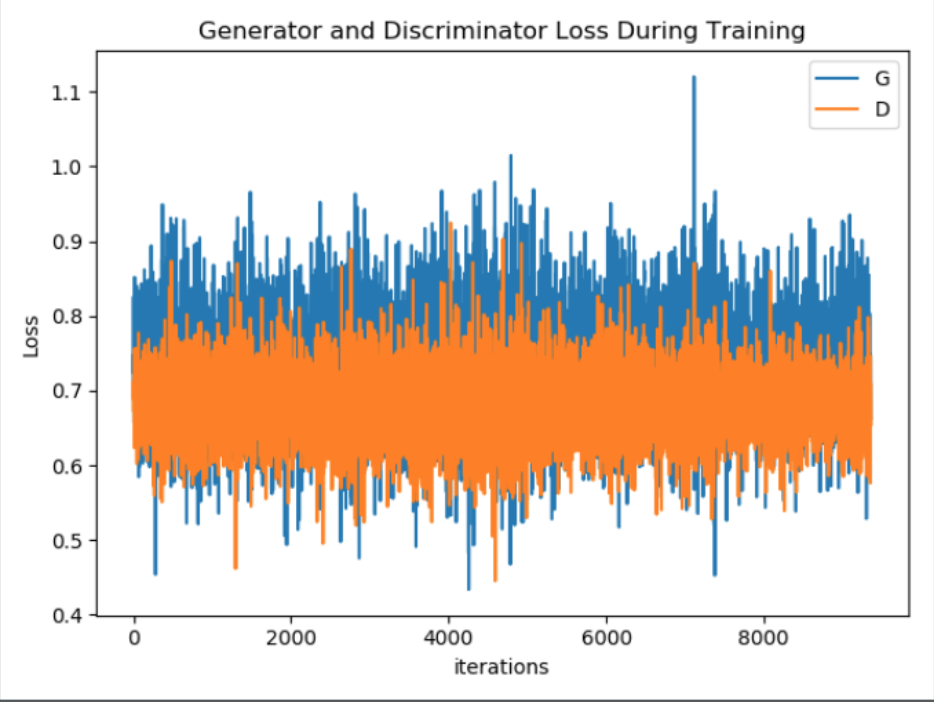 Generator and Discriminator Loss During Training
G
D
1.1
1.0
0.9
0.8
0.7
0.6
0.5
0.4
Loss
0 2000 4000 6000 8000
iterations